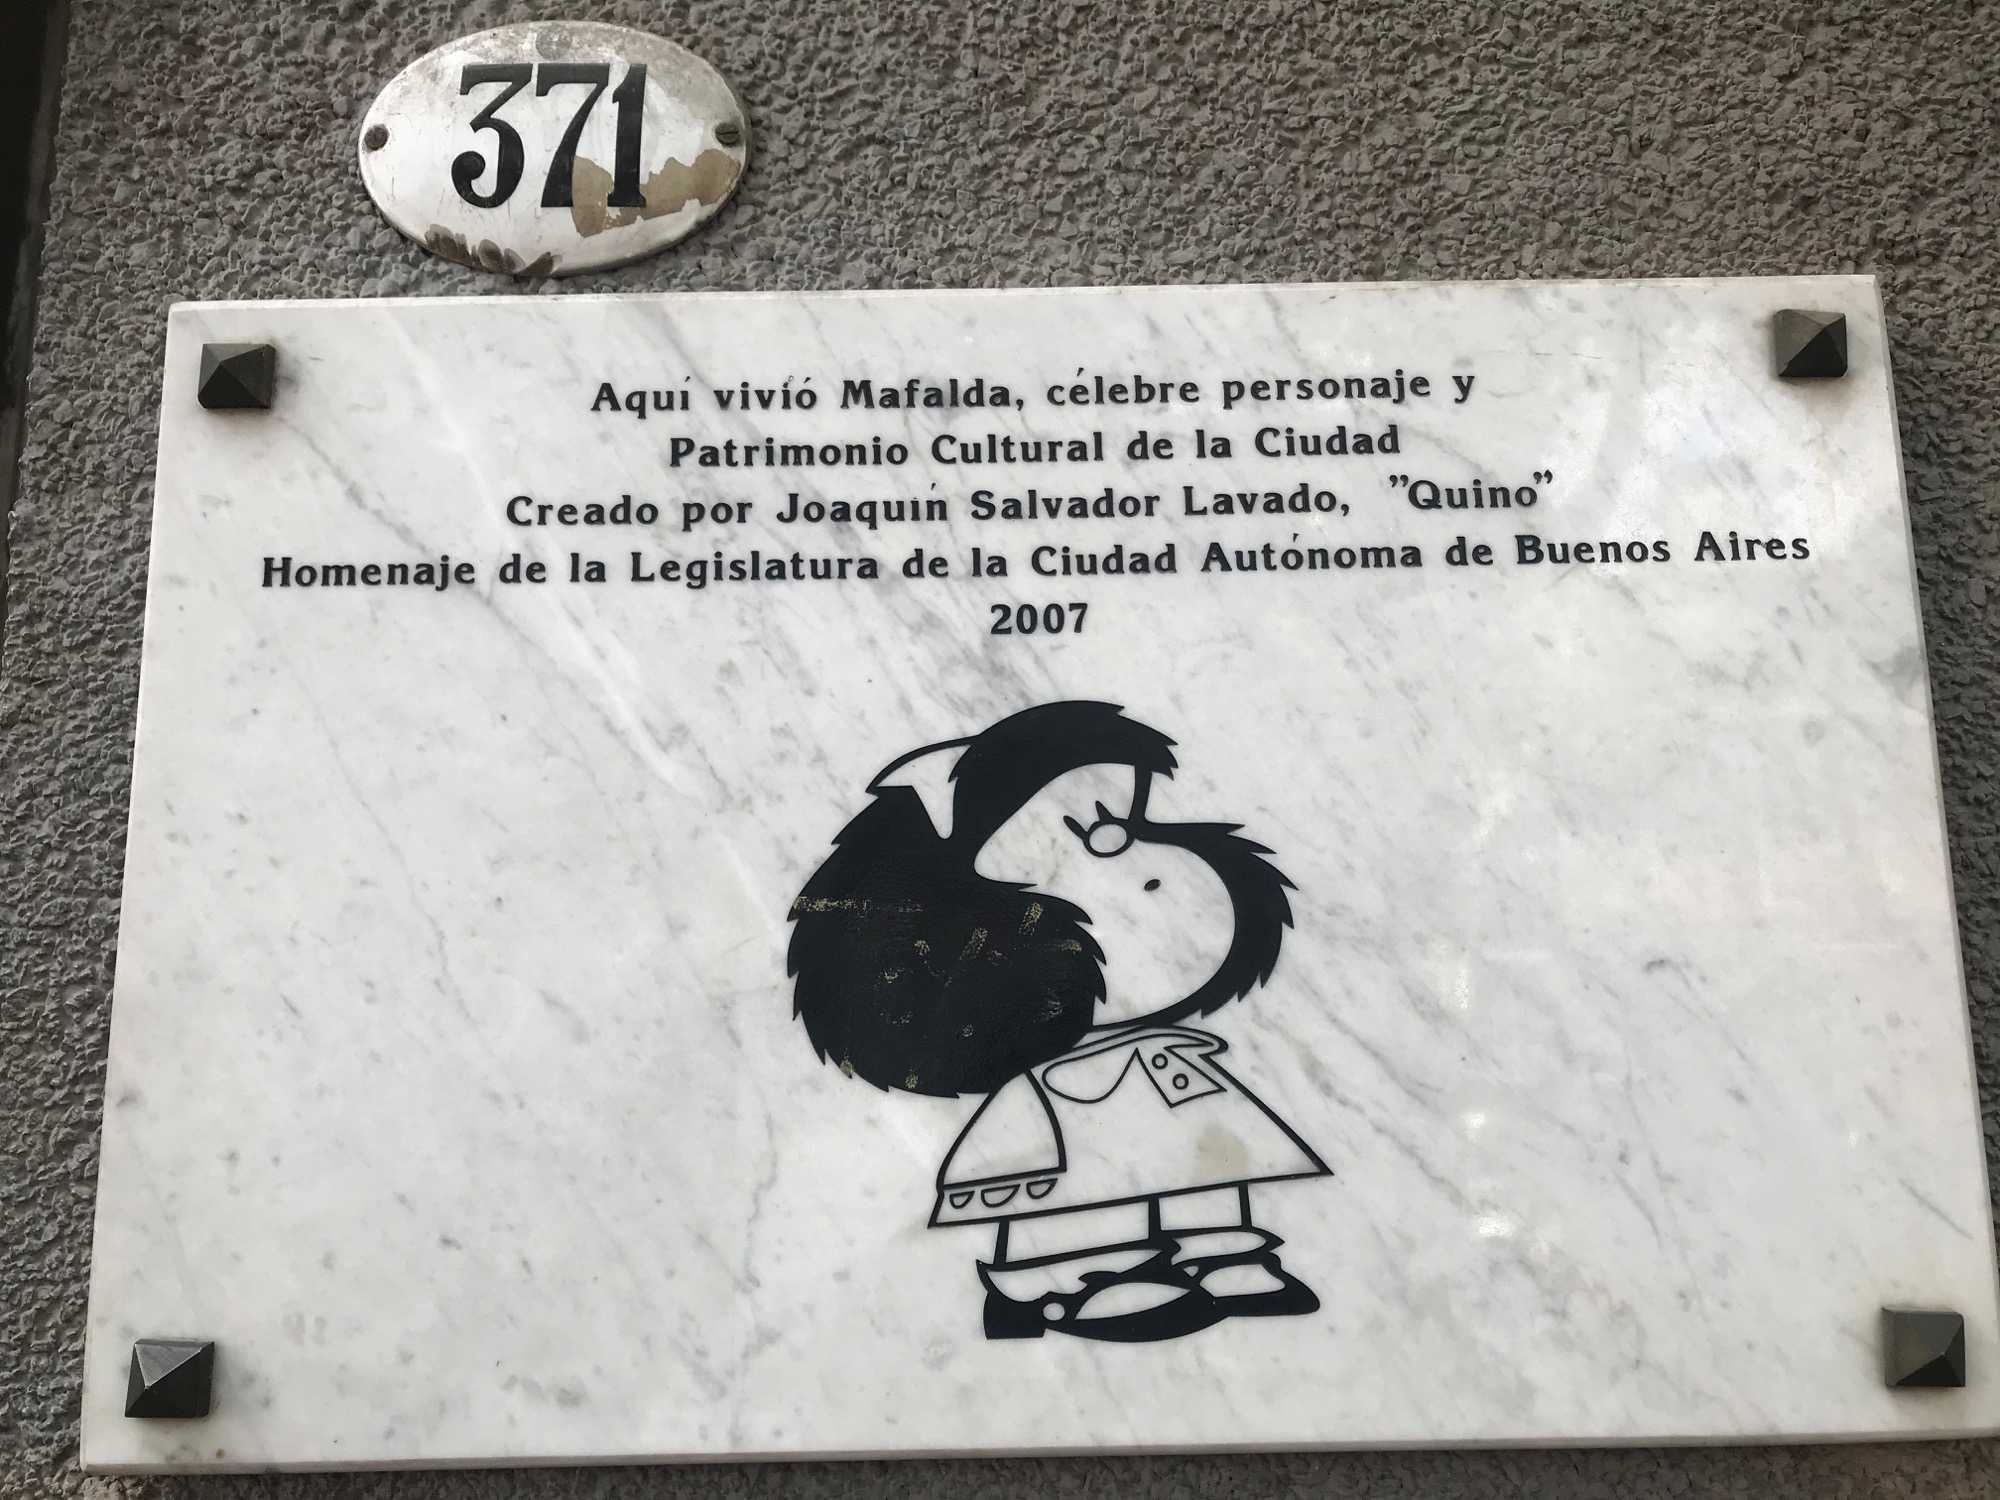 371
Aquí vivió Mafalda, célebre personaje y
Patrimonio Cultural de la Ciudad
Creado por Joaquín Salvador Lavado, ”Quino”
Homenaje de la Legislatura de la Ciudad Autónoma de Buenos Aires
2007